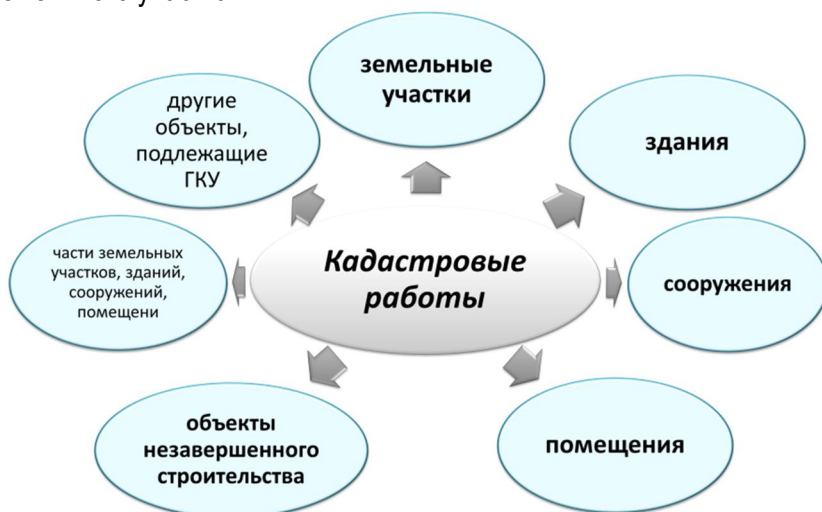 земельные
участки
другие
объекты,
подлежащие
ГКУ
здания
части земельных
участков, зданий,
сооружений,
помещени
Кадастровые
работы
сооружения
объекты
незавершенного
строительства
помещения